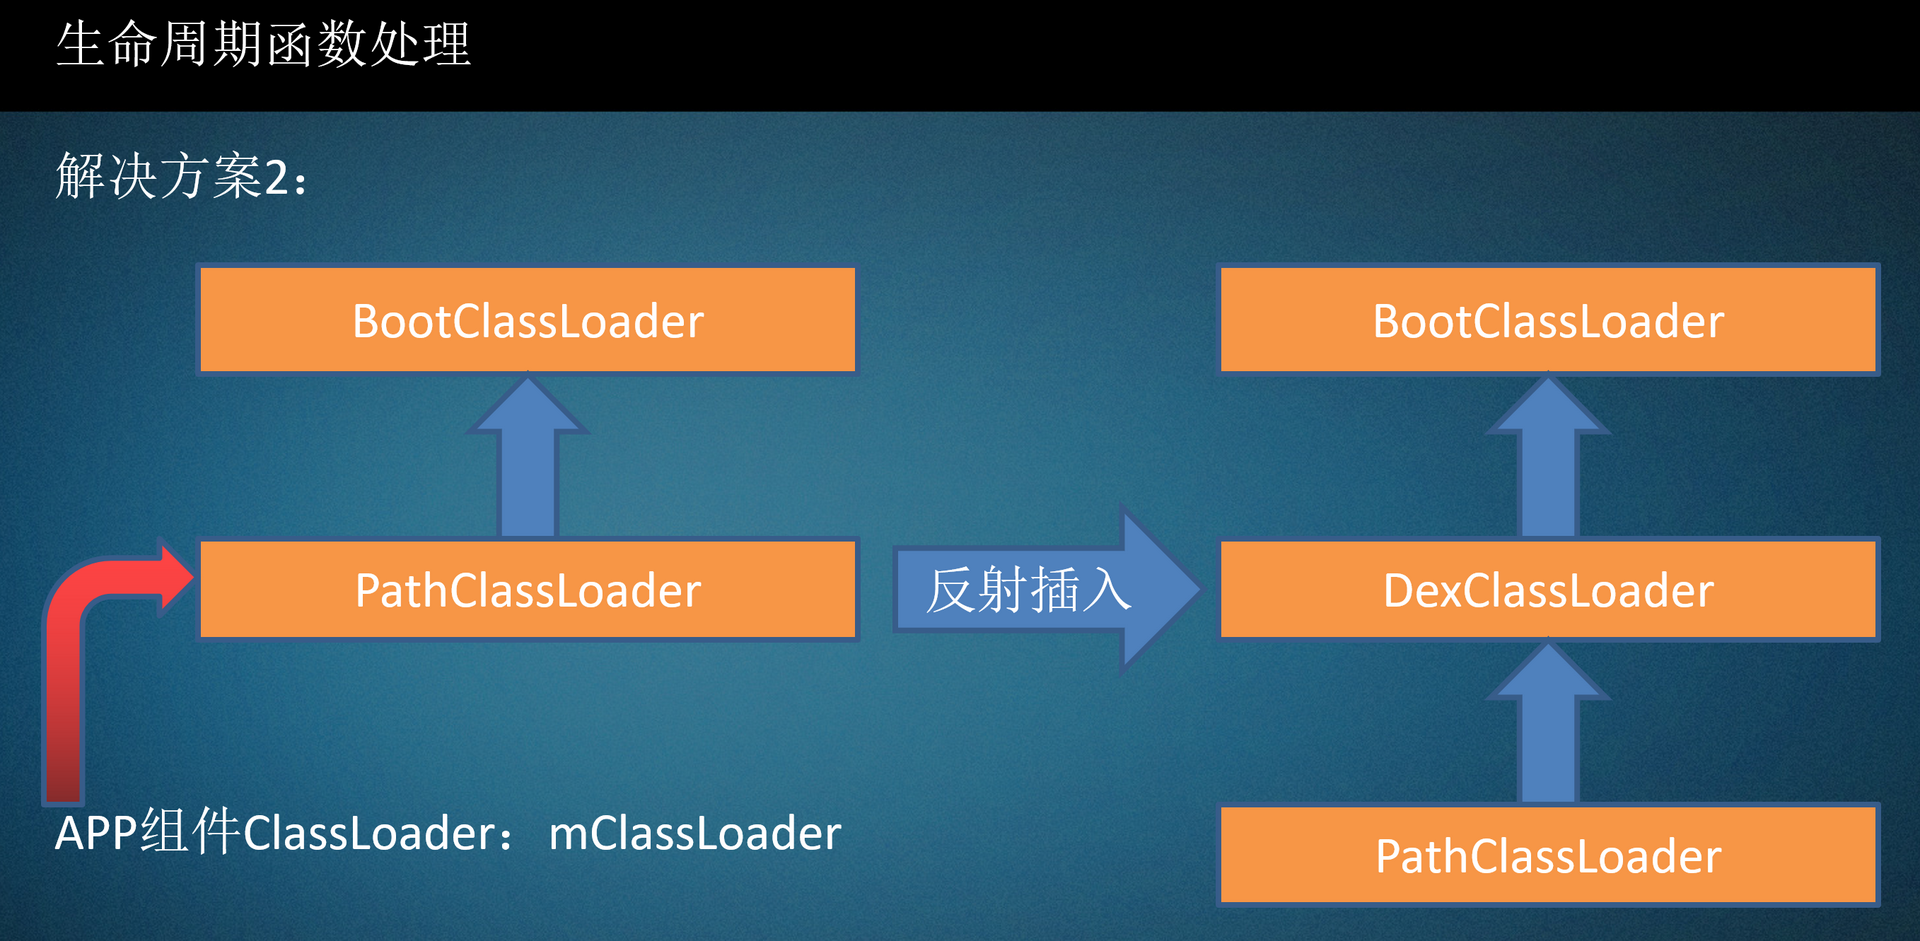 生命周期函数处理
解决方案2：
BootClassLoader
PathClassLoader
APP组件ClassLoader： mClassLoader
反射插入
BootClassLoader
DexClassLoader
PathClassLoader